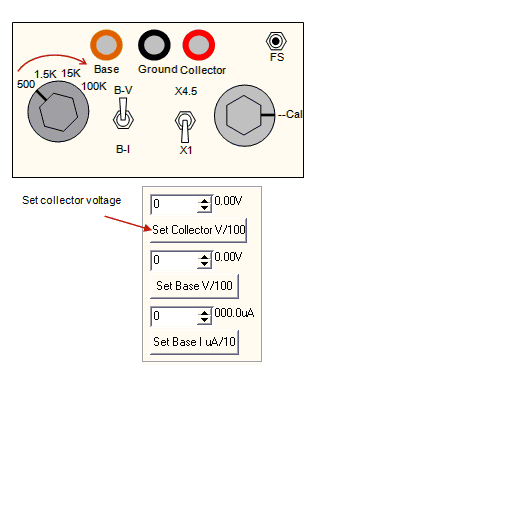 Base Ground Collector FS
500 1.5K 15K 100K
B-V X4.5
--Cal
B-I X1
Set collector voltage
0 0.00V
Set Collector V/100
0 0.00V
Set Base V/100
0 000.0uA
Set Base I uA/10